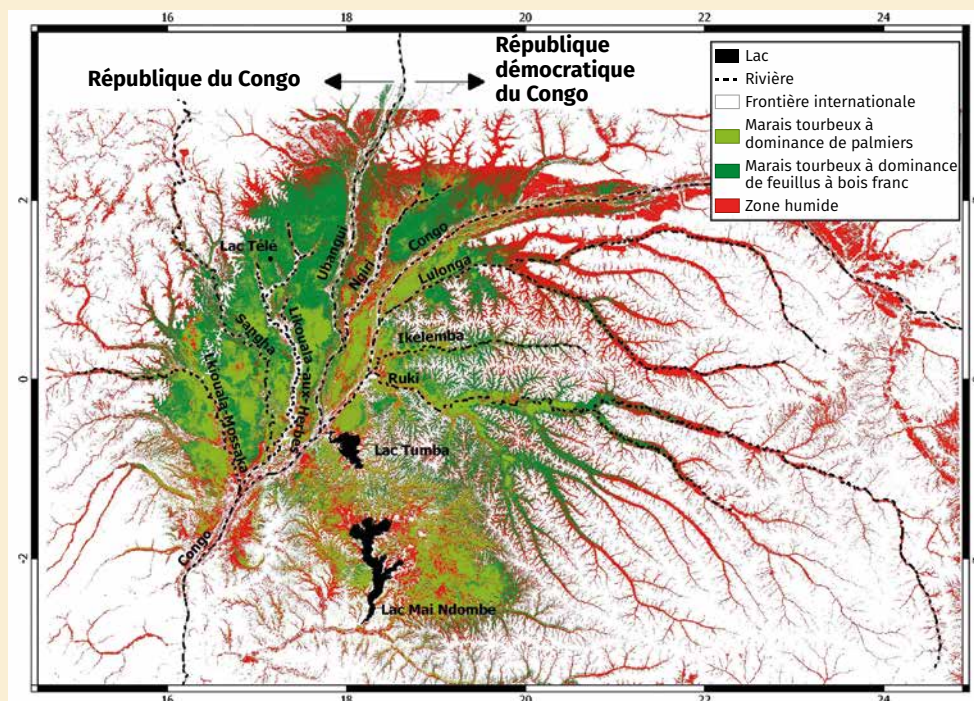 16
18
20
22
24
République du Congo
République
démocratique
du Congo
Lac
Rivière
Frontière internationale
Marais tourbeux à
dominance de palmiers
Marais tourbeux à dominance
de feuillus à bois franc
Zone humide
2
2
Lac Télé
Ubangui
Ngiri
Congo
Lulonga
Sangha
Likouala-aux-Herbes
Ikelemba
Likouala Mossaka
0
0
Ruki
Lac Tumba
Congo
-2
-2
Lac Mai Ndombe
16
18
20
22
24